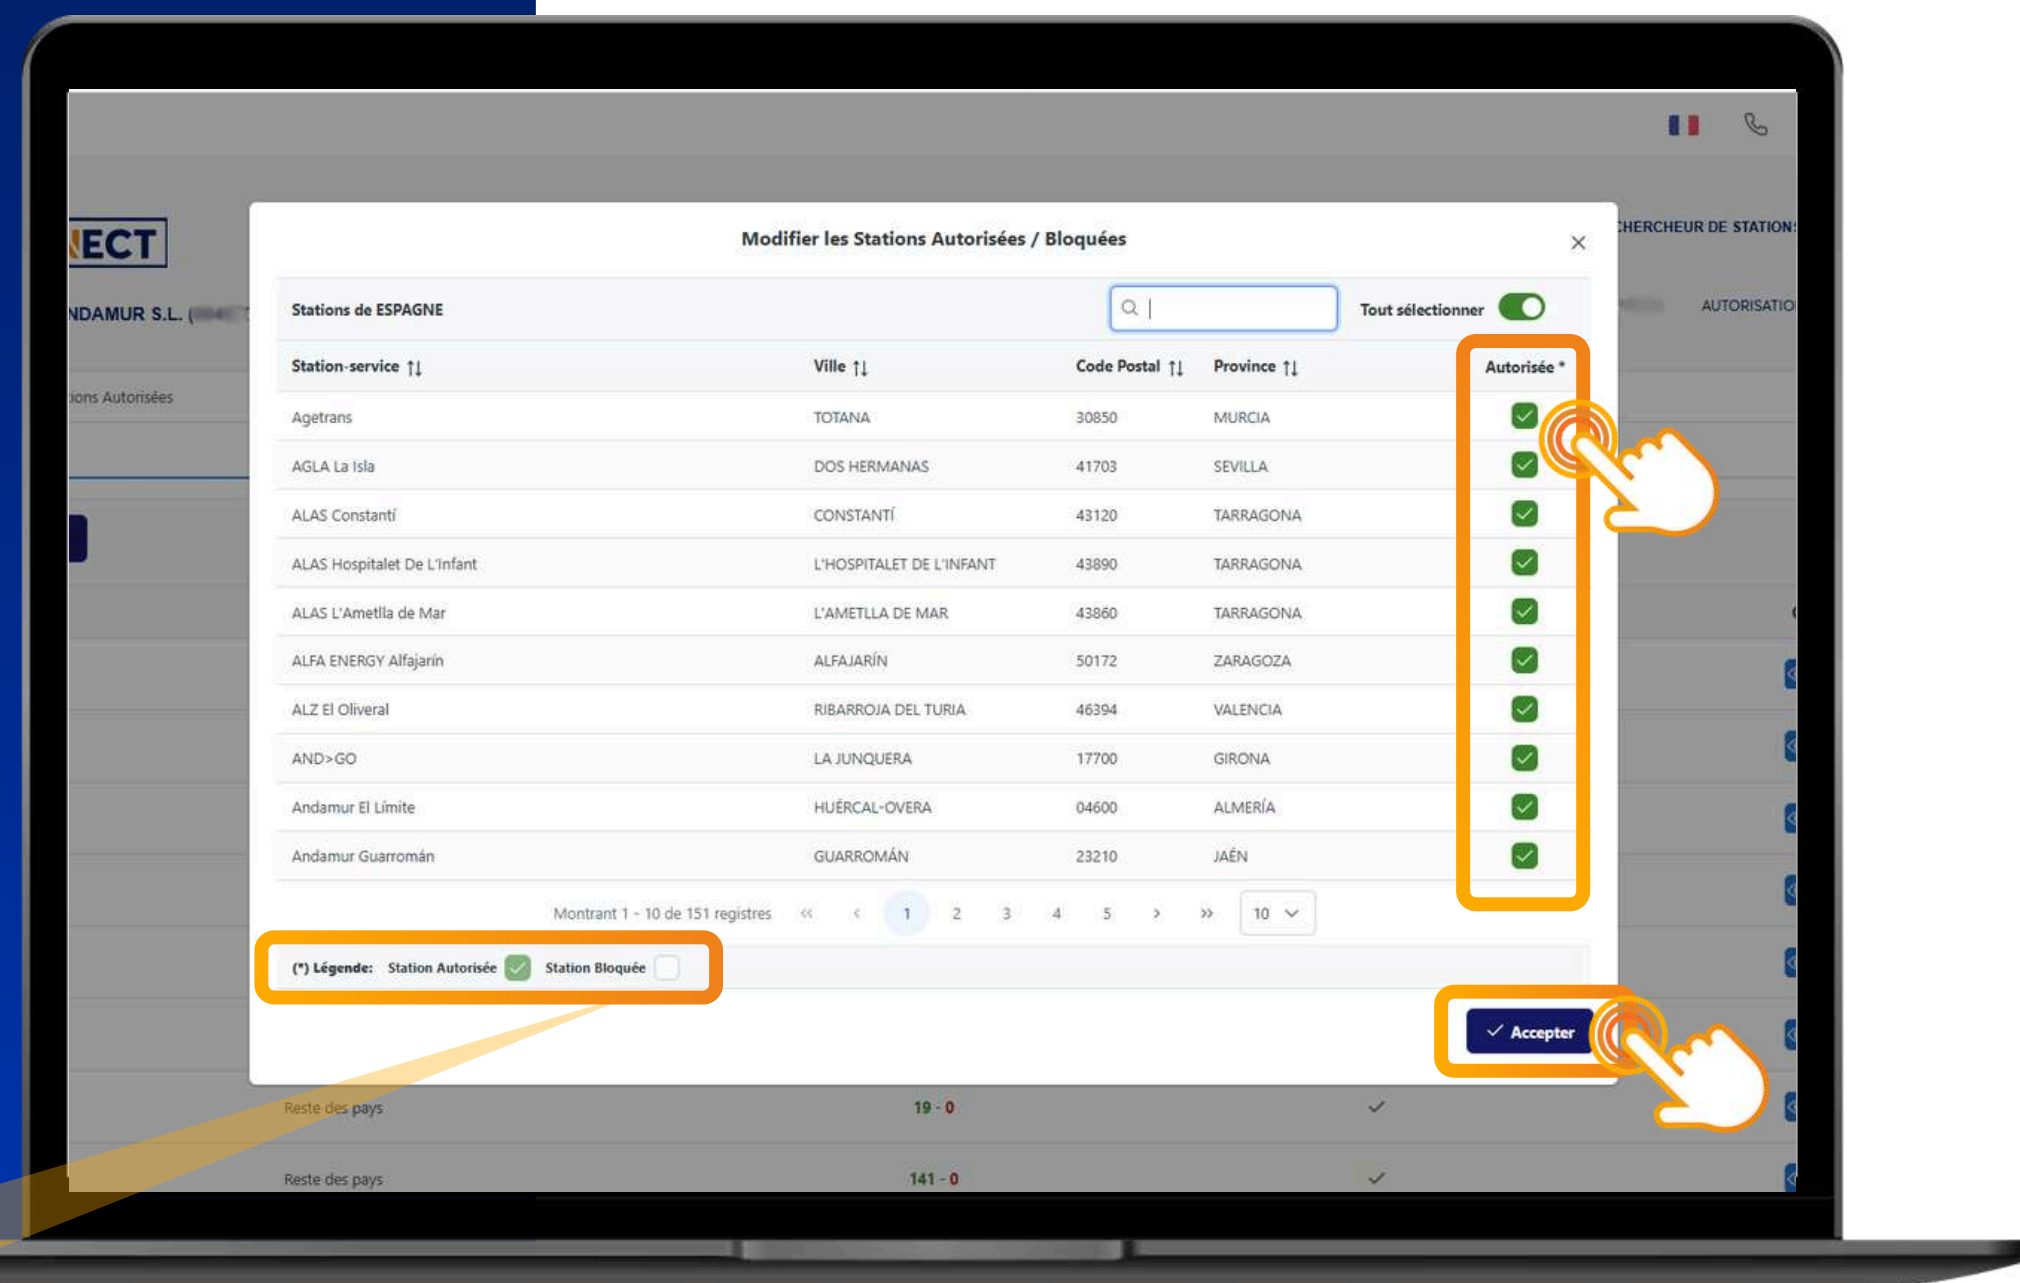 NECT
CHERCHEUR DE STATIONS
NDAMUR S.L. (
AUTORISATIO
ions Autorisées
Modifier les Stations Autorisées / Bloquées
Stations de ESPAGNE
Tout sélectionner
Station-service Ville Code Postal Province Autorisée *
Agetrans TOTANA 30850 MURCIA
AGLA La Isla DOS HERMANAS 41703 SEVILLA
ALAS Constantí CONSTANTÍ 43120 TARRAGONA
ALAS Hospitalet De L'Infant L'HOSPITALET DE L'INFANT 43890 TARRAGONA
ALAS L'Ametlla de Mar L'AMETLLA DE MAR 43860 TARRAGONA
ALFA ENERGY Alfajarín ALFAJARÍN 50172 ZARAGOZA
ALZ El Oliveral RIBARROJA DEL TURIA 46394 VALENCIA
AND>GO LA JUNQUERA 17700 GIRONA
Andamur El Límite HUÉRCAL-OVERA 04600 ALMERÍA
Andamur Guarromán GUARROMÁN 23210 JAÉN
Montrant 1 - 10 de 151 registres « ‹ 1 2 3 4 5 › » 10
(*) Légende: Station Autorisée Station Bloquée
Accepter
Reste des pays 19 - 0
Reste des pays 141 - 0